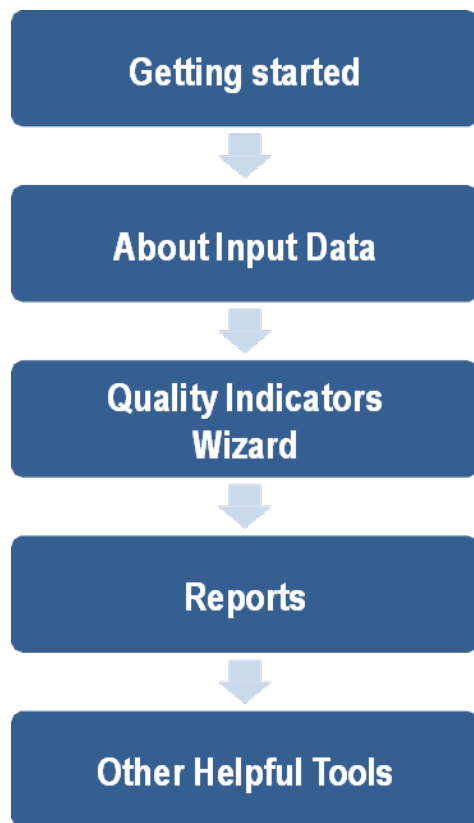 Getting started
About Input Data
Quality Indicators
Wizard
Reports
Other Helpful Tools